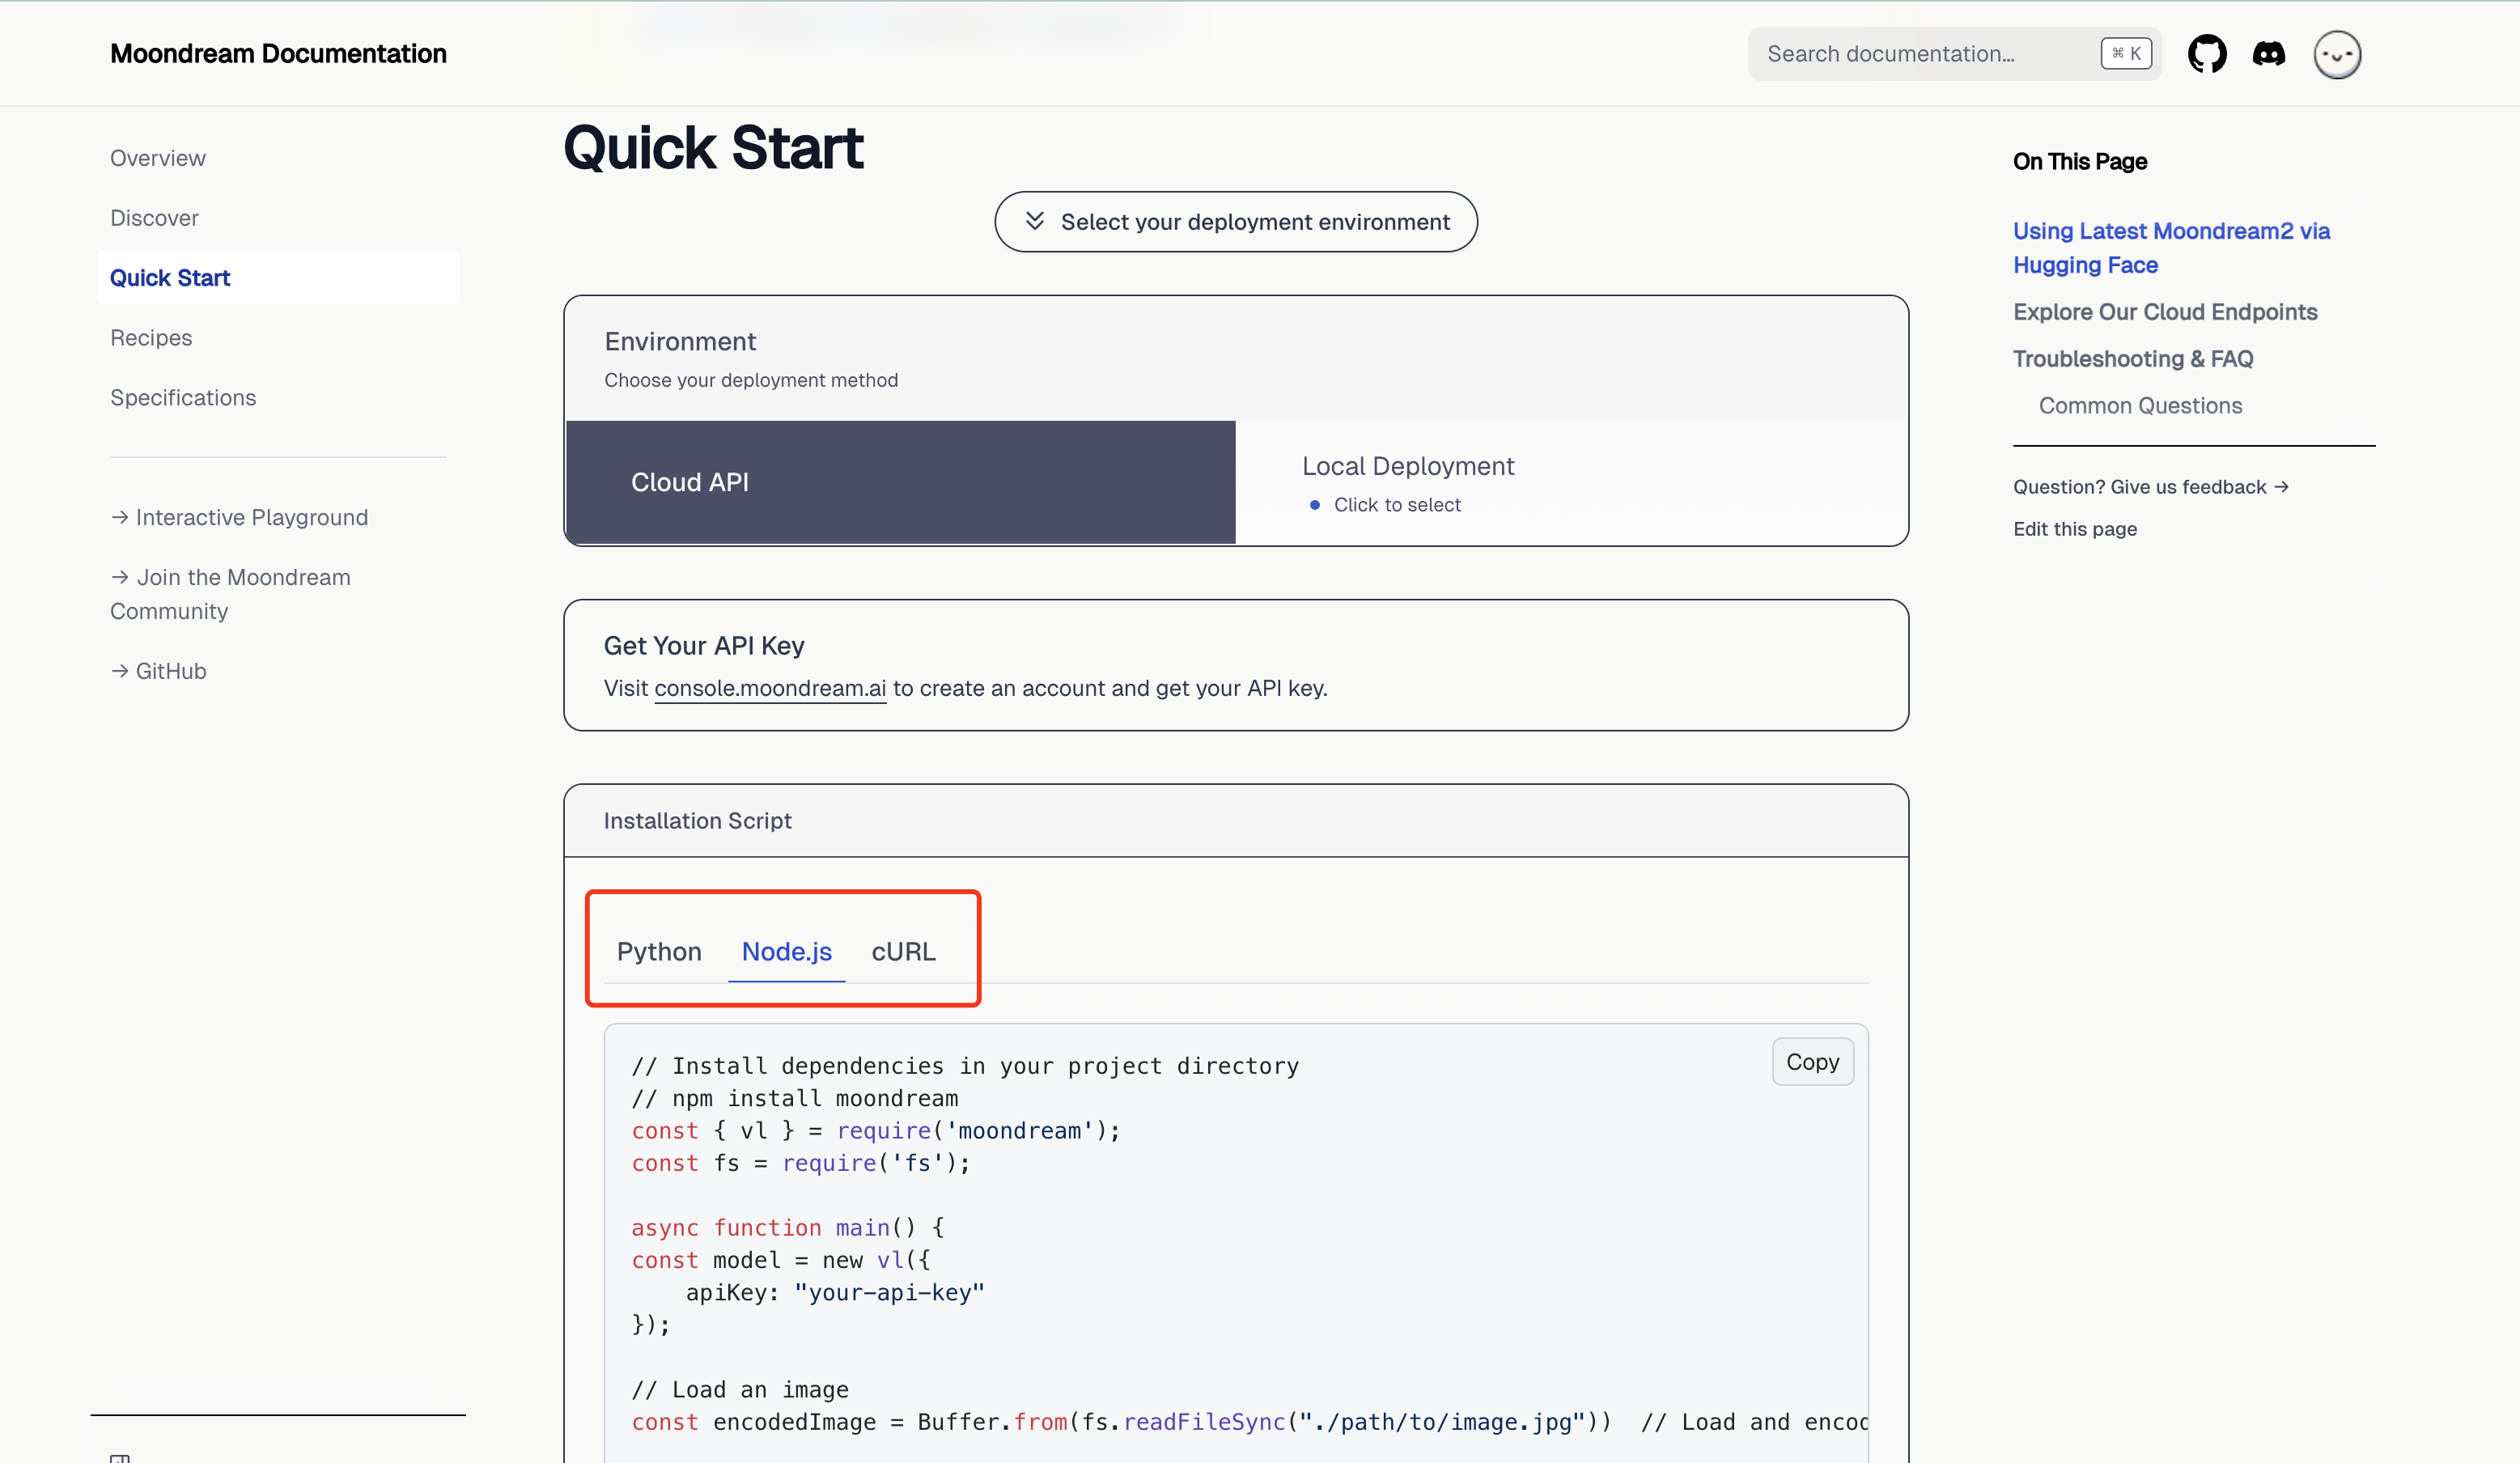 Moondream Documentation
Search documentation...
⌘ K
Overview
Discover
Quick Start
Recipes
Specifications
→ Interactive Playground
→ Join the Moondream
Community
→ GitHub
Quick Start
Select your deployment environment
Environment
Choose your deployment method
Cloud API
Local Deployment
Click to select
Get Your API Key
Visit console.moondream.ai to create an account and get your API key.
Installation Script
Python Node.js cURL
Copy
// Install dependencies in your project directory
// npm install moondream
const { vl } = require('moondream');
const fs = require('fs');
async function main() {
const model = new vl({
    apiKey: "your-api-key"
});
// Load an image
const encodedImage = Buffer.from(fs.readFileSync("./path/to/image.jpg"))  // Load and encod
On This Page
Using Latest Moondream2 via
Hugging Face
Explore Our Cloud Endpoints
Troubleshooting & FAQ
Common Questions
Question? Give us feedback →
Edit this page